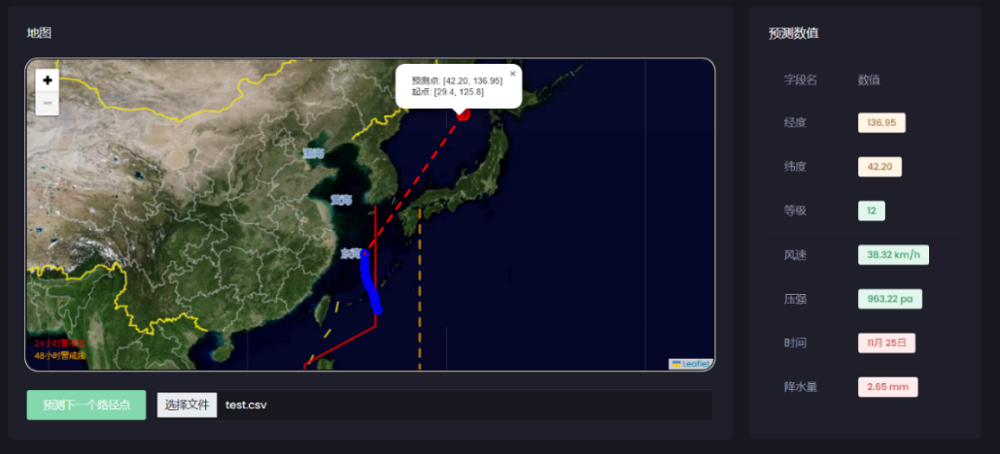 地图
+
−
预测点: [42.20, 136.95]
起点: [29.4, 125.8]
×
渤海
黄海
东海
24小时警戒线
48小时警戒线
Leaflet
预测下一个路径点
选择文件 test.csv
预测数值
字段名 数值
经度 136.95
纬度 42.20
等级 12
风速 38.32 km/h
压强 963.22 pa
时间 11月 25日
降水量 2.65 mm